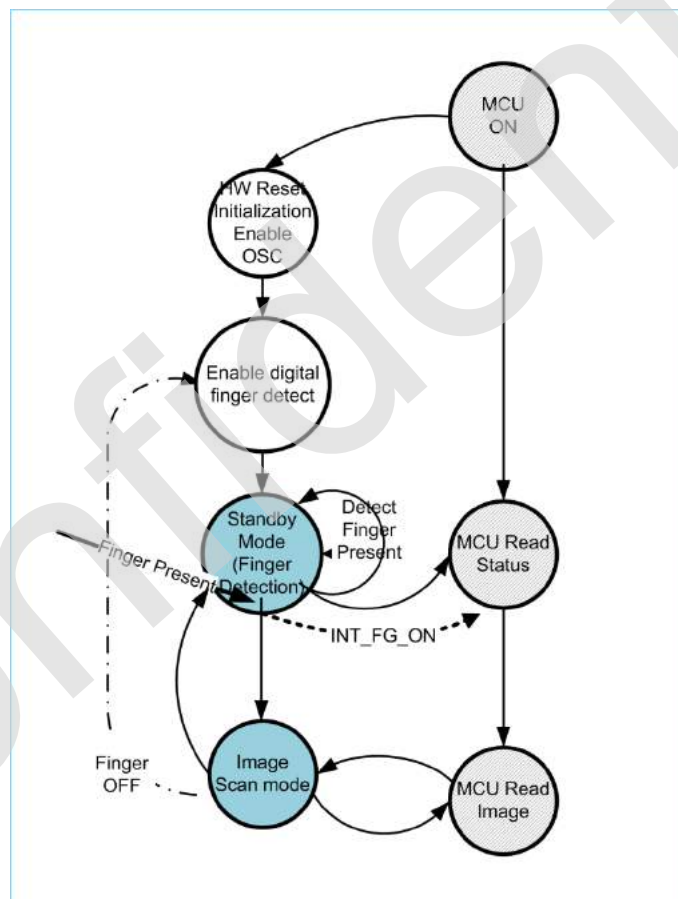 MCU
ON
HW Reset
Initialization
Enable
OSC
Enable digital
finger detect
Standby
Mode
(Finger
Detection)
Detect
Finger
Present
MCU Read
Status
Finger Present
INT_FG_ON
Image
Scan mode
Finger
OFF
MCU Read
Image